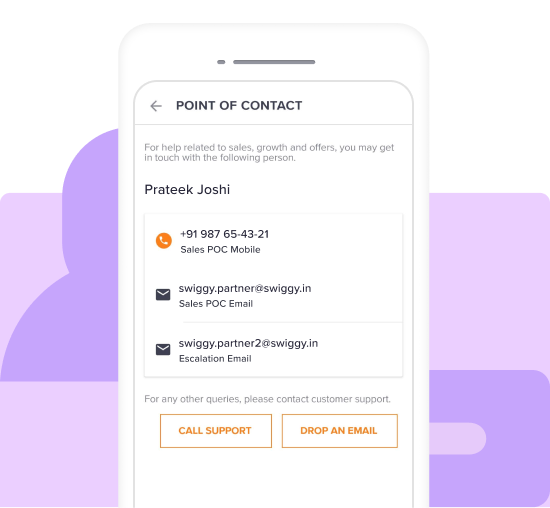 POINT OF CONTACT
For help related to sales, growth and offers, you may get
in touch with the following person.
Prateek Joshi
+91 987 65-43-21
Sales POC Mobile
swiggy.partner@swiggy.in
Sales POC Email
swiggy.partner2@swiggy.in
Escalation Email
For any other queries, please contact customer support.
CALL SUPPORT
DROP AN EMAIL